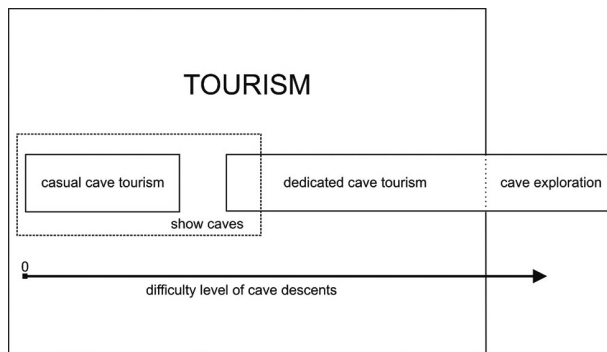 TOURISM
casual cave tourism
dedicated cave tourism
cave exploration
show caves
0
difficulty level of cave descents